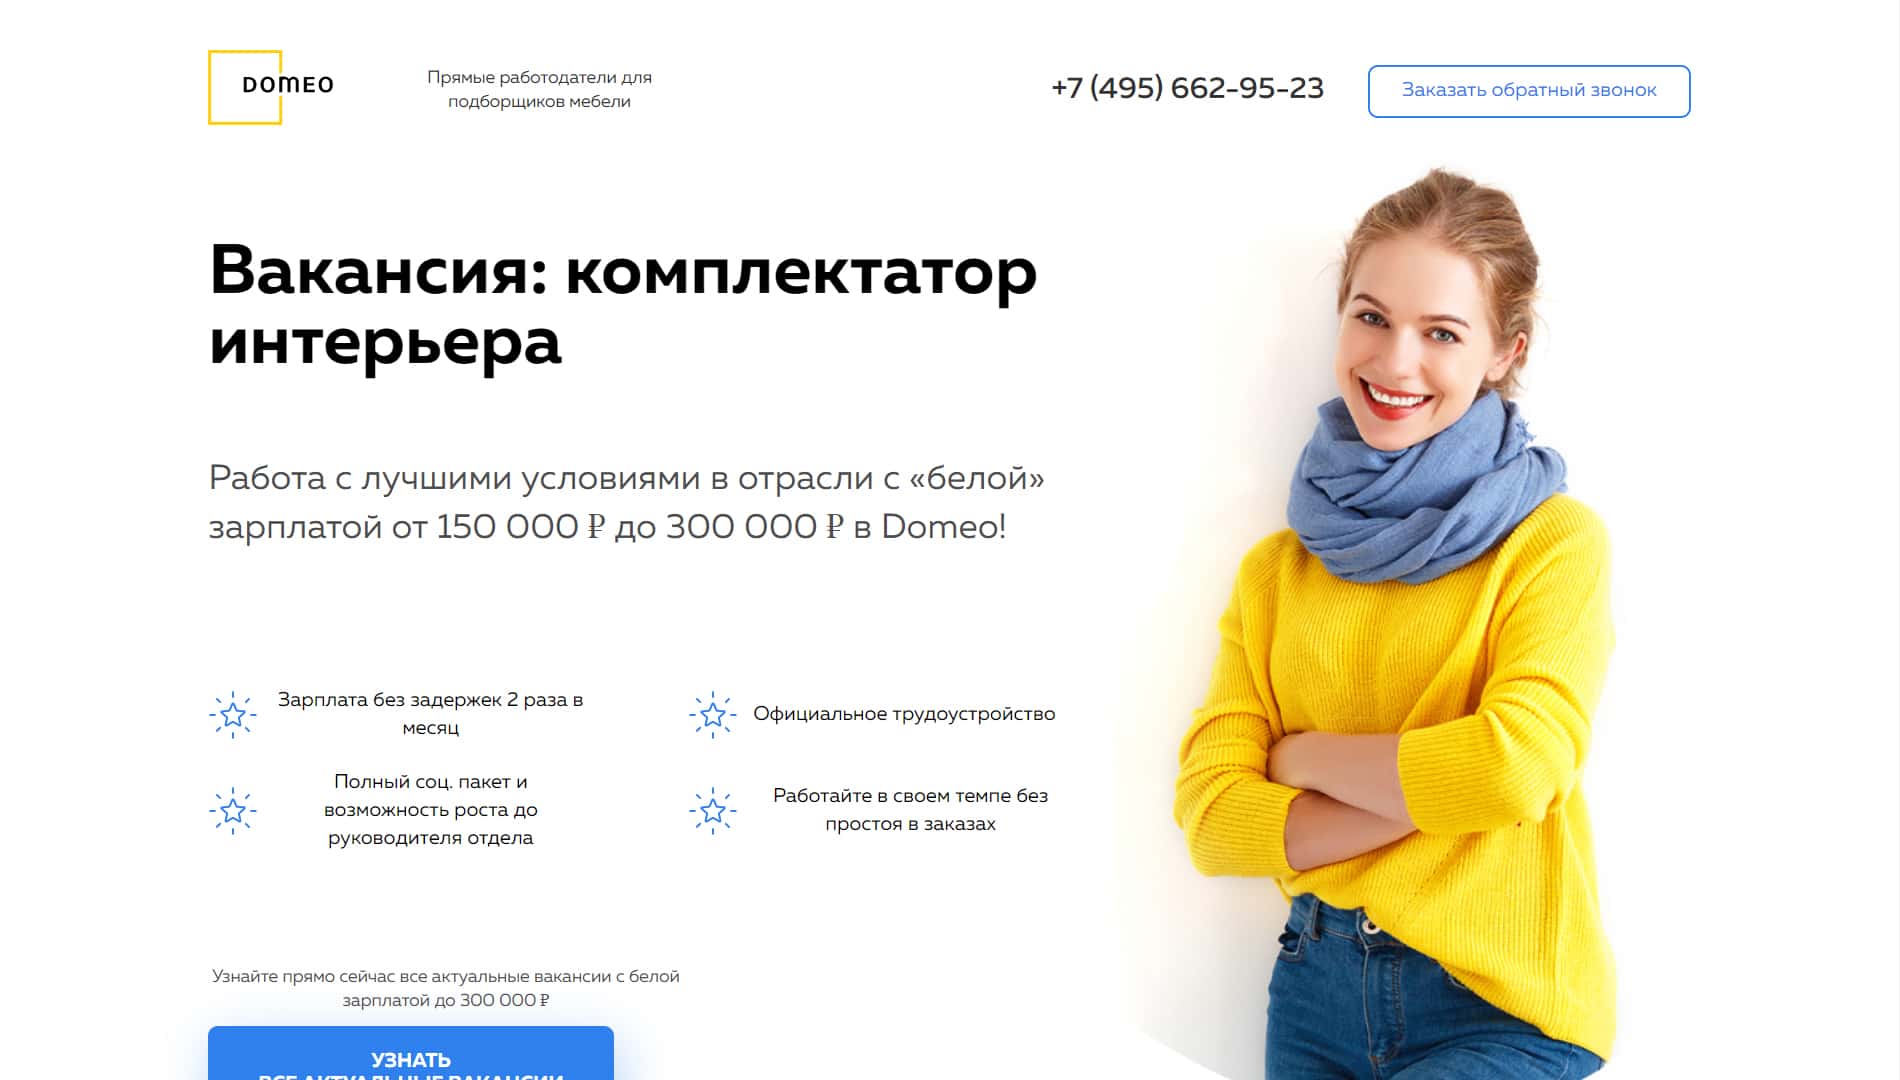 DOMEO
Прямые работодатели для
подборщиков мебели
+7 (495) 662-95-23
Заказать обратный звонок
Вакансия: комплектатор
интерьера
Работа с лучшими условиями в отрасли с «белой»
зарплатой от 150 000 ₽ до 300 000 ₽ в Domeo!
Зарплата без задержек 2 раза в
месяц
Официальное трудоустройство
Полный соц. пакет и
возможность роста до
руководителя отдела
Работайте в своем темпе без
простоя в заказах
Узнайте прямо сейчас все актуальные вакансии с белой
зарплатой до 300 000 ₽
УЗНАТЬ
ВСЕ АКТУАЛЬНЫЕ ВАКАНСИИ